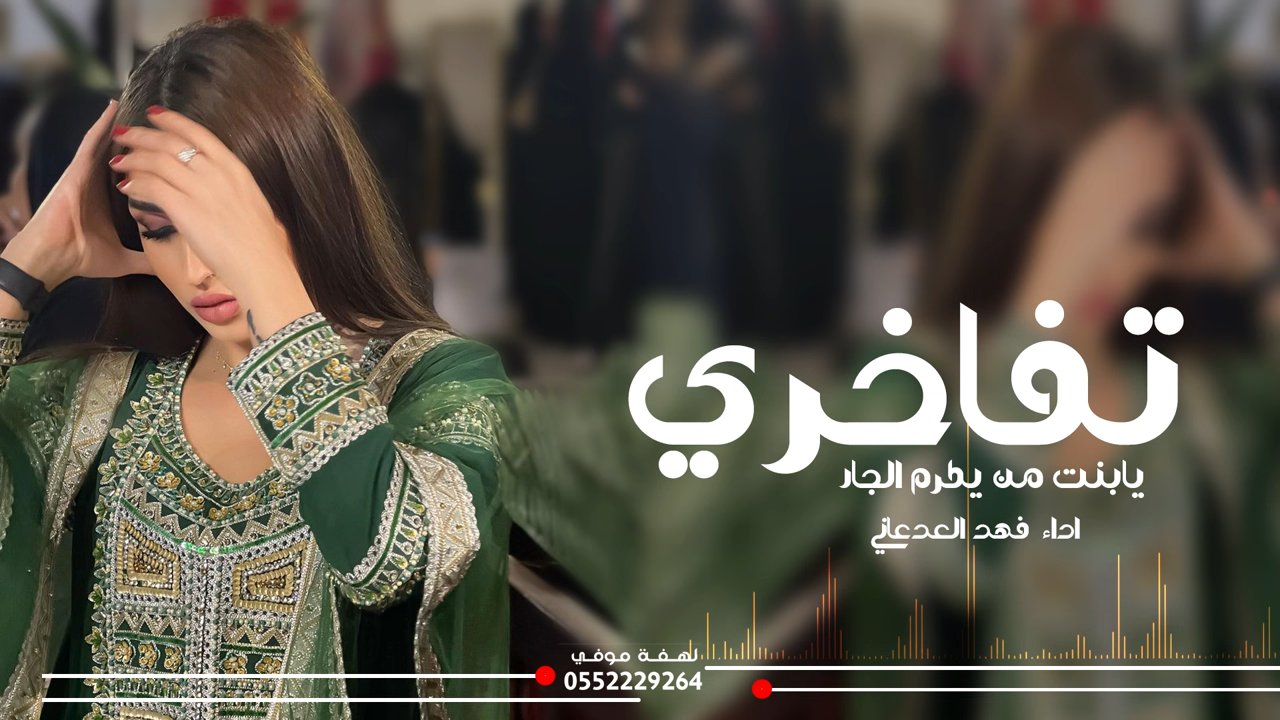 تفاخري
يابنت من يكرم الجار
اداء فهد العدعاني
لهفة موفي
0552229264